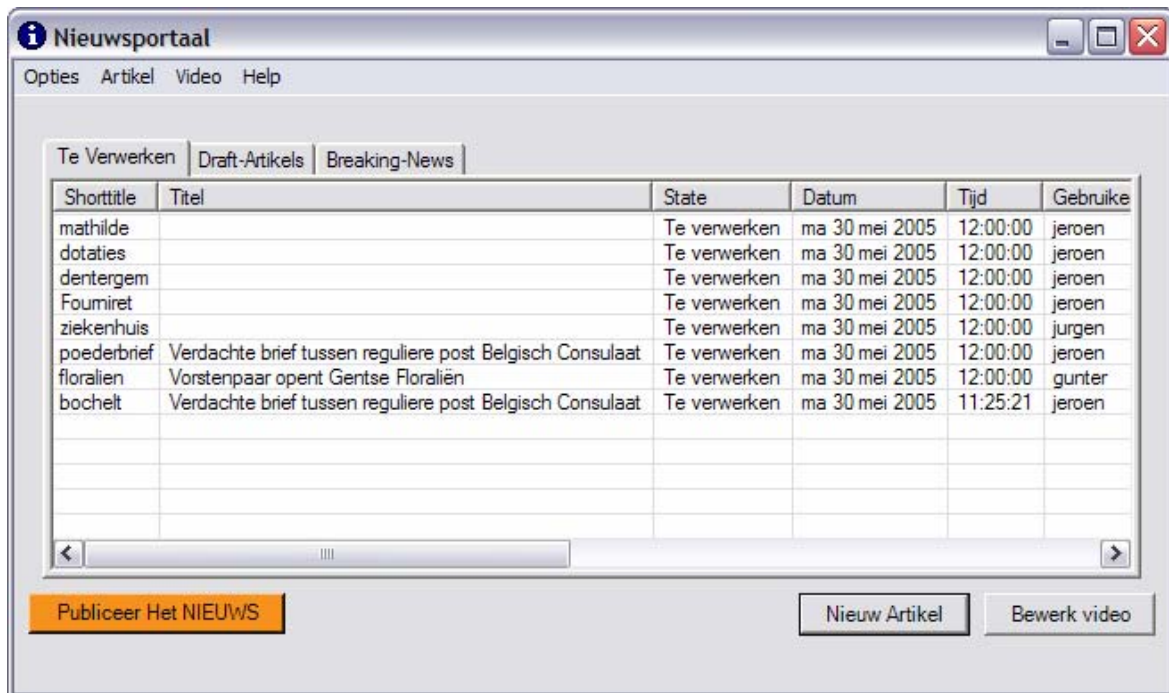 Nieuwsportaal
Opties Artikel Video Help
Te Verwerken Draft-Artikels Breaking-News
Shorttitle Titel State Datum Tijd Gebruike
mathilde Te verwerken ma 30 mei 2005 12:00:00 jeroen
dotaties Te verwerken ma 30 mei 2005 12:00:00 jeroen
dentergem Te verwerken ma 30 mei 2005 12:00:00 jeroen
Fourniret Te verwerken ma 30 mei 2005 12:00:00 jeroen
ziekenhuis Te verwerken ma 30 mei 2005 12:00:00 jurgen
poederbrief Verdachte brief tussen reguliere post Belgisch Consulaat Te verwerken ma 30 mei 2005 12:00:00 jeroen
floralien Vorstenpaar opent Gentse Floraliën Te verwerken ma 30 mei 2005 12:00:00 gunter
bochelt Verdachte brief tussen reguliere post Belgisch Consulaat Te verwerken ma 30 mei 2005 11:25:21 jeroen
Publiceer Het NIEUWS Nieuw Artikel Bewerk video